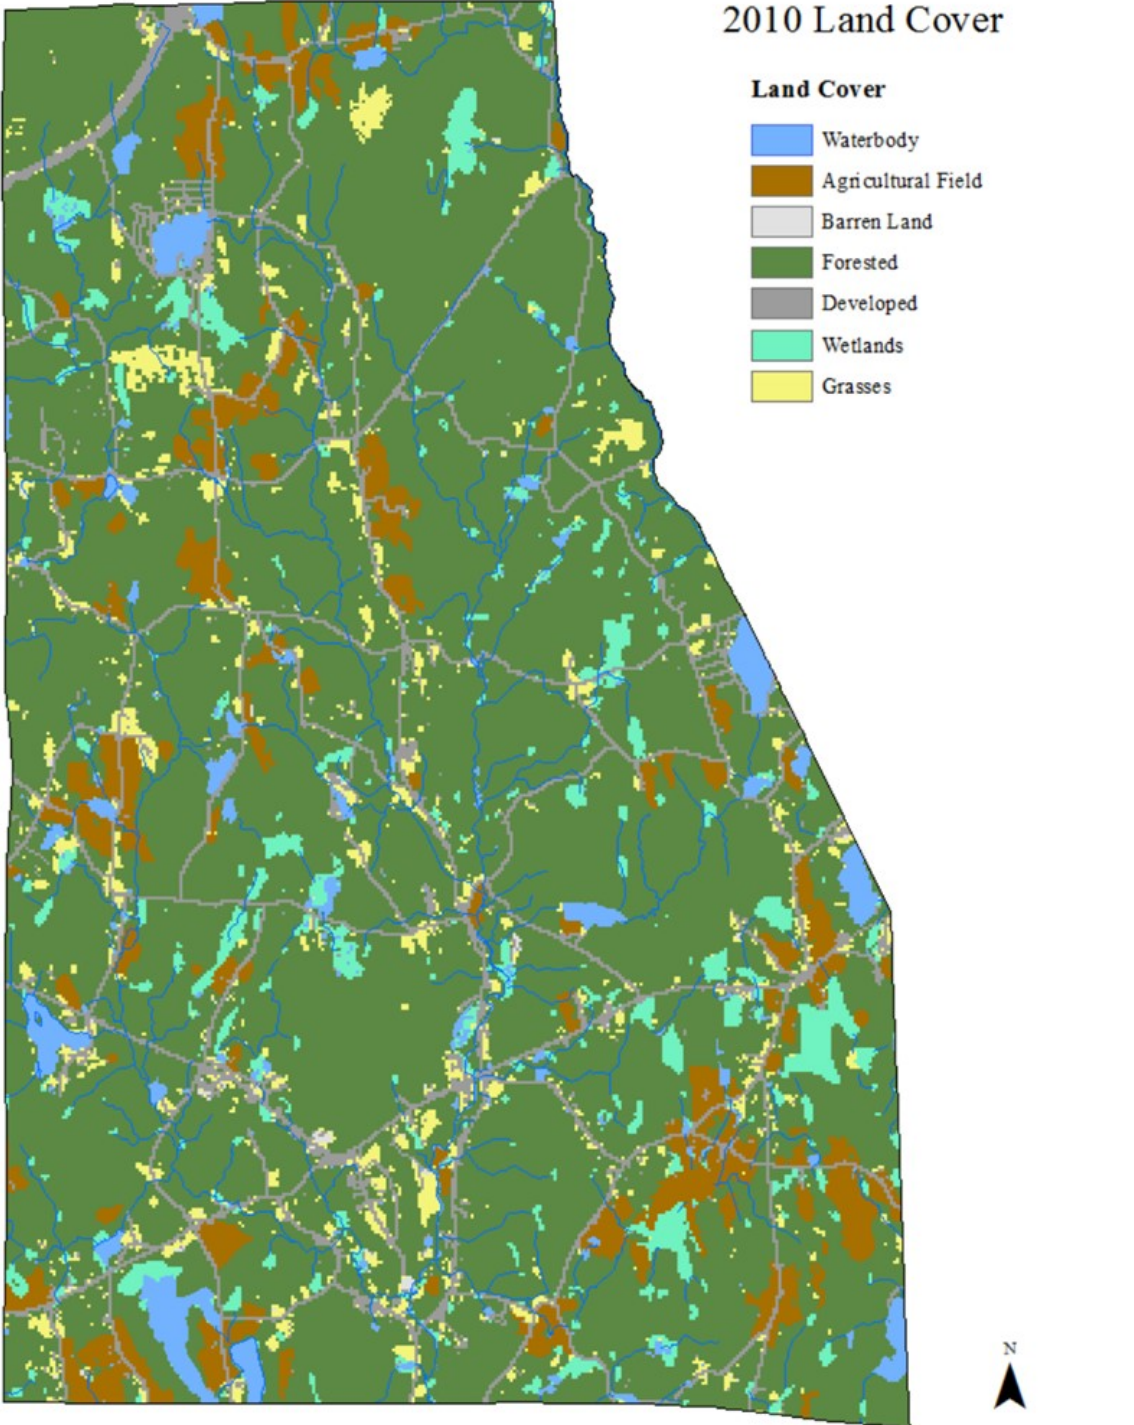 2010 Land Cover
Land Cover
Waterbody
Agricultural Field
Barren Land
Forested
Developed
Wetlands
Grasses
N